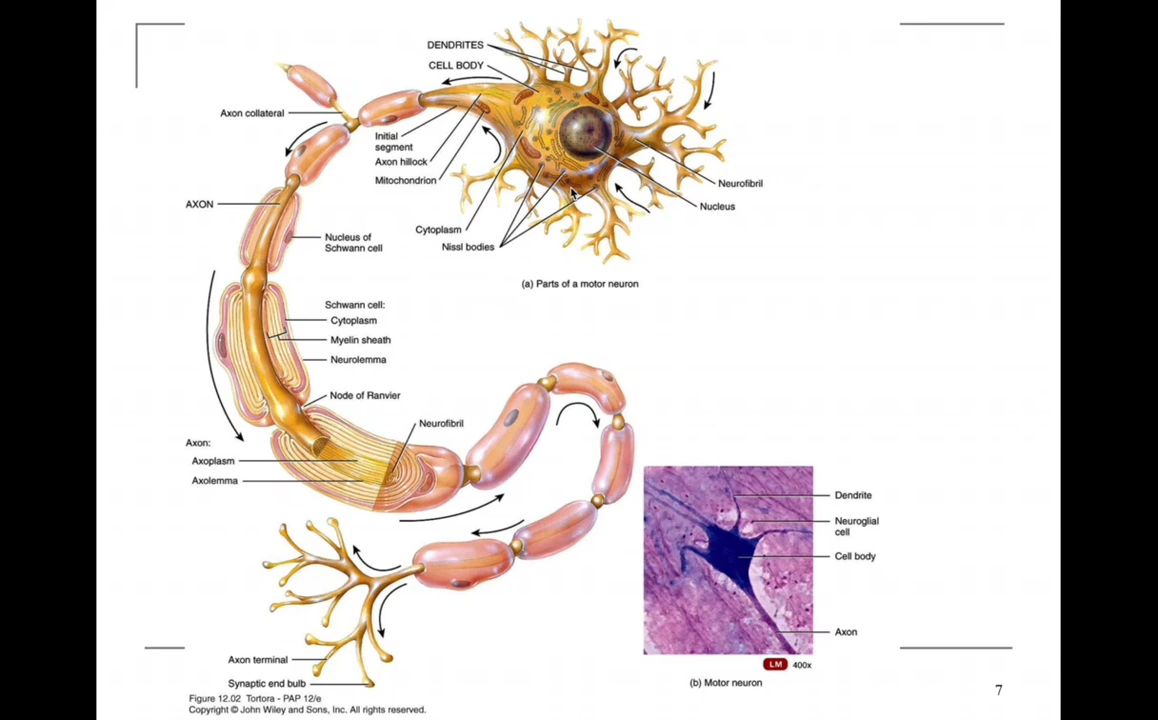 DENDRITES
CELL BODY
Axon collateral
Initial
segment
Axon hillock
Mitochondrion
Neurofibril
Nucleus
AXON
Cytoplasm
Nissl bodies
Nucleus of
Schwann cell
(a) Parts of a motor neuron
Schwann cell:
Cytoplasm
Myelin sheath
Neurolemma
Node of Ranvier
Neurofibril
Axon:
Axoplasm
Axolemma
Dendrite
Neuroglial
cell
Cell body
Axon
Axon terminal
Synaptic end bulb
LM 400x
(b) Motor neuron
Figure 12.02 Tortora - PAP 12/e
Copyright © John Wiley and Sons, Inc. All rights reserved.
7